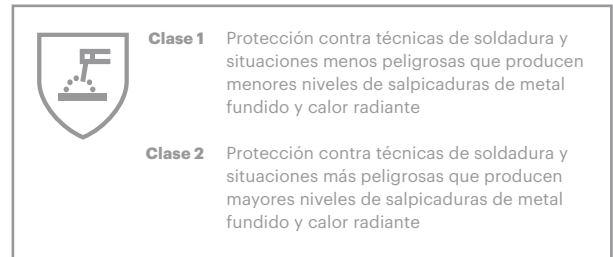 Clase 1 Protección contra técnicas de soldadura y
situaciones menos peligrosas que producen
menores niveles de salpicaduras de metal
fundido y calor radiante
Clase 2 Protección contra técnicas de soldadura y
situaciones más peligrosas que producen
mayores niveles de salpicaduras de metal
fundido y calor radiante